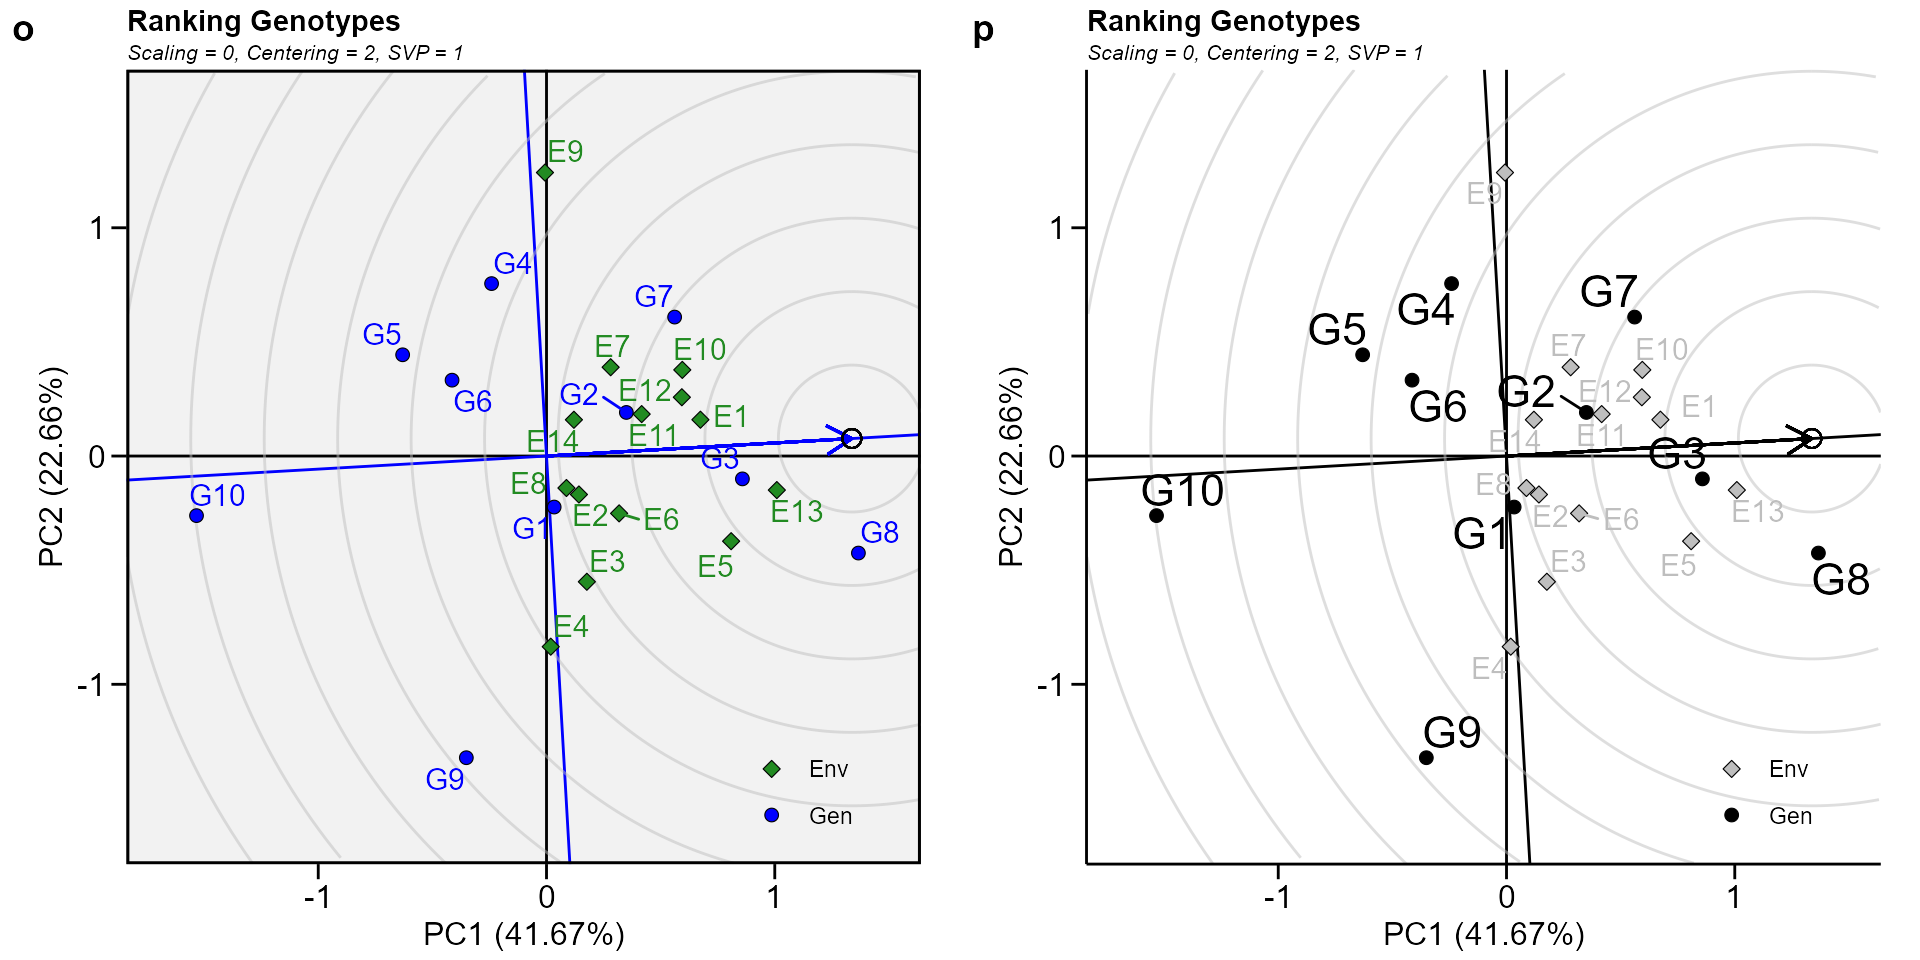 o
Ranking Genotypes
Scaling = 0, Centering = 2, SVP = 1
E9
G4
G7
G5
E7
E10
G6
G2
E12
E1
E14
E11
G3
G10
E8
E2
E6
E13
G1
G8
E3
E5
E4
G9
Env
Gen
1
0
-1
-1
0
1
PC1 (41.67%)
PC2 (22.66%)
p
Ranking Genotypes
Scaling = 0, Centering = 2, SVP = 1
E9
G7
G4
G5
E7
E10
G2
E12
G6
E1
E14
E11
G3
G10
E8
E2
E6
E13
G1
E3
E5
G8
E4
G9
Env
Gen
1
0
-1
-1
0
1
PC1 (41.67%)
PC2 (22.66%)